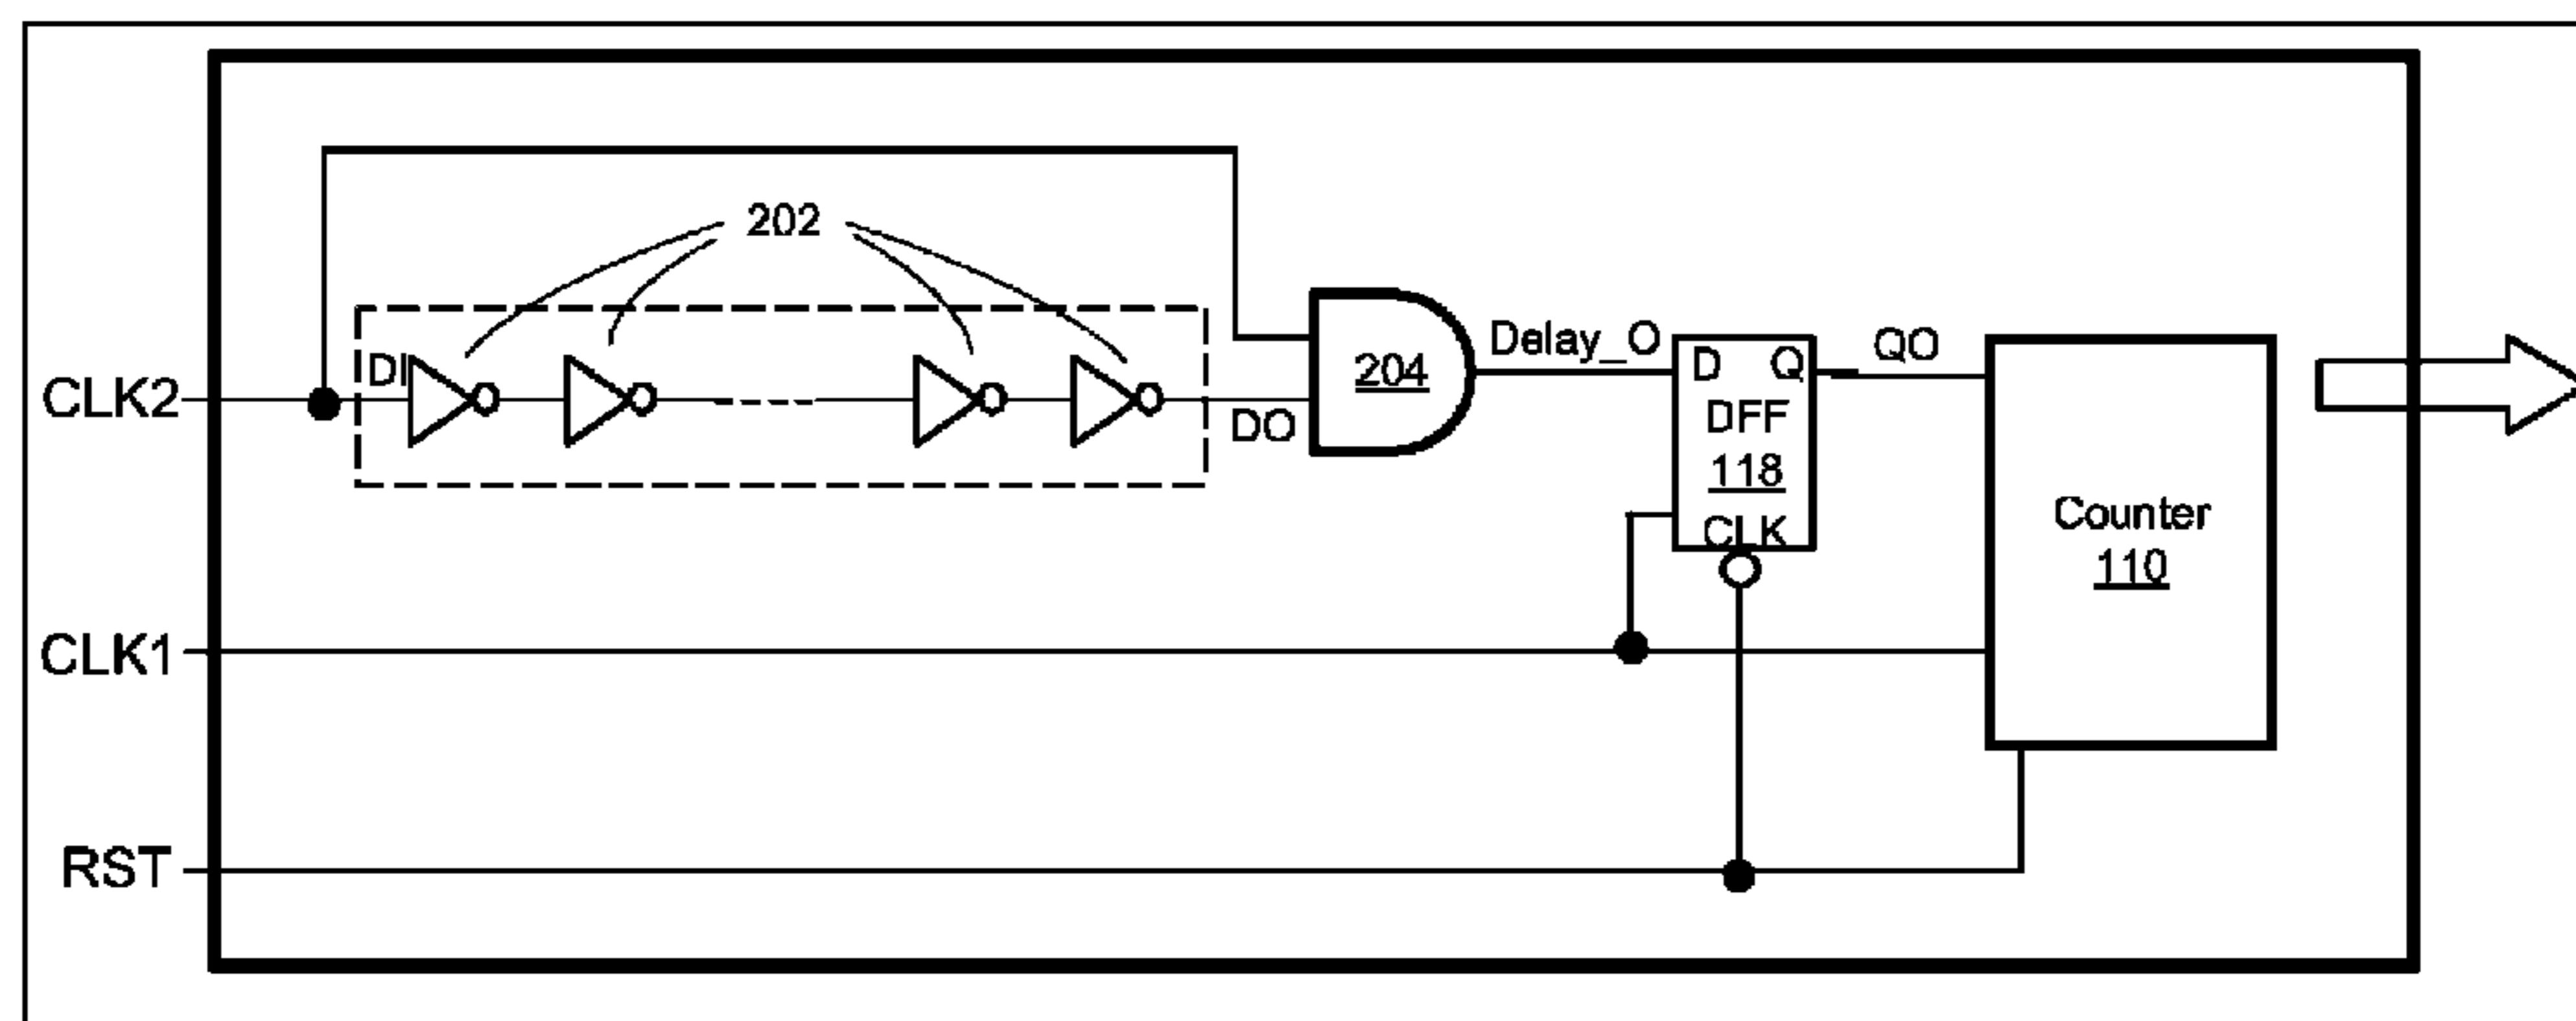 202
DI
CLK2
DO
204
Delay_O
D Q
DFF
118
CLK
QO
Counter
110
CLK1
RST